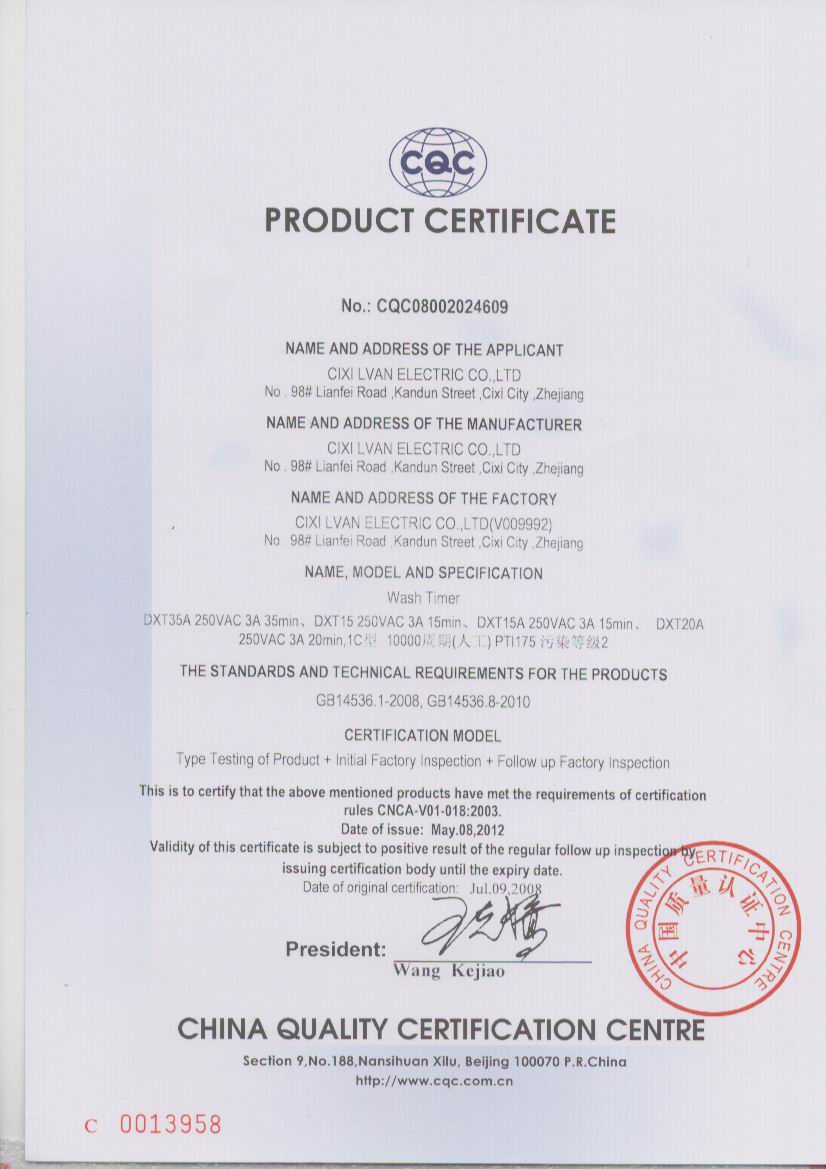 CQC
PRODUCT CERTIFICATE
No.: CQC08002024609
NAME AND ADDRESS OF THE APPLICANT
CIXI LVAN ELECTRIC CO.,LTD
No . 98# Lianfei Road ,Kandun Street ,Cixi City ,Zhejiang
NAME AND ADDRESS OF THE MANUFACTURER
CIXI LVAN ELECTRIC CO.,LTD
No . 98# Lianfei Road ,Kandun Street ,Cixi City ,Zhejiang
NAME AND ADDRESS OF THE FACTORY
CIXI LVAN ELECTRIC CO.,LTD(V009992)
No . 98# Lianfei Road ,Kandun Street ,Cixi City ,Zhejiang
NAME, MODEL AND SPECIFICATION
Wash Timer
DXT35A 250VAC 3A 35min、DXT15 250VAC 3A 15min、DXT15A 250VAC 3A 15min、 DXT20A
250VAC 3A 20min,1C型 10000周期(人工) PTI175 污染等级2
THE STANDARDS AND TECHNICAL REQUIREMENTS FOR THE PRODUCTS
GB14536.1-2008, GB14536.8-2010
CERTIFICATION MODEL
Type Testing of Product + Initial Factory Inspection + Follow up Factory Inspection
This is to certify that the above mentioned products have met the requirements of certification
rules CNCA-V01-018:2003.
Date of issue: May.08,2012
Validity of this certificate is subject to positive result of the regular follow up inspection by
issuing certification body until the expiry date.
Date of original certification: Jul.09,2008
President:
Wang Kejiao
CHINA QUALITY CERTIFICATION CENTRE
中国质量认证中心
CHINA QUALITY CERTIFICATION CENTRE
Section 9,No.188,Nansihuan Xilu, Beijing 100070 P.R.China
http://www.cqc.com.cn
C 0013958